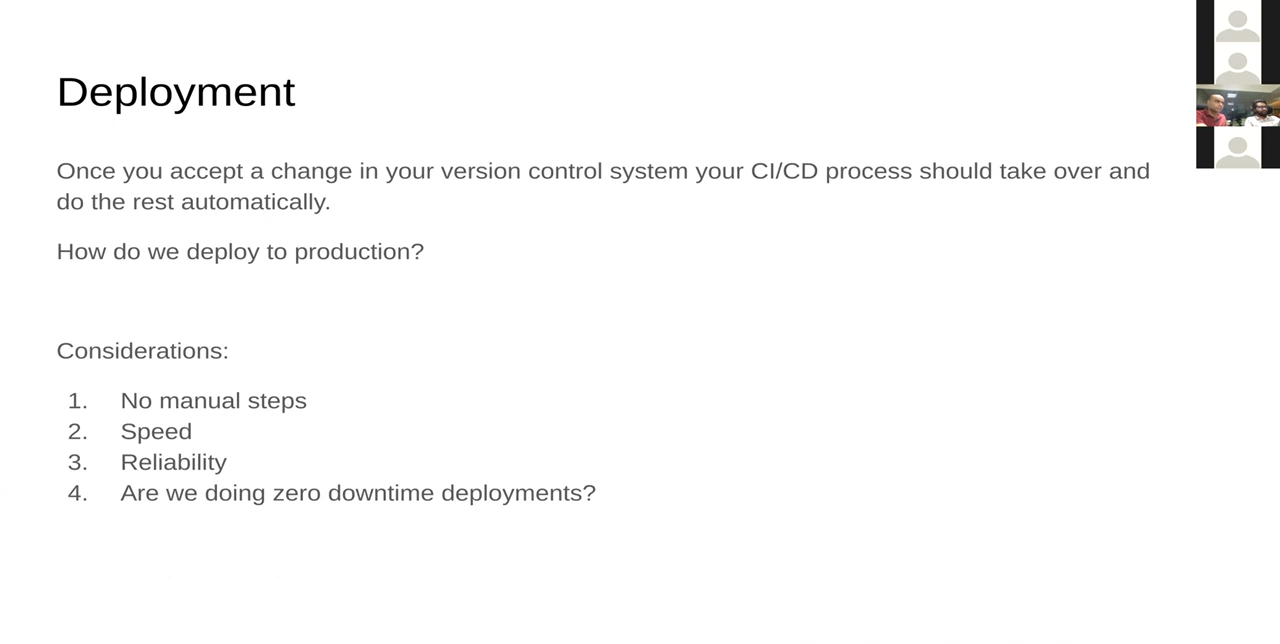 Deployment
Once you accept a change in your version control system your CI/CD process should take over and
do the rest automatically.
How do we deploy to production?
Considerations:
1. No manual steps
2. Speed
3. Reliability
4. Are we doing zero downtime deployments?